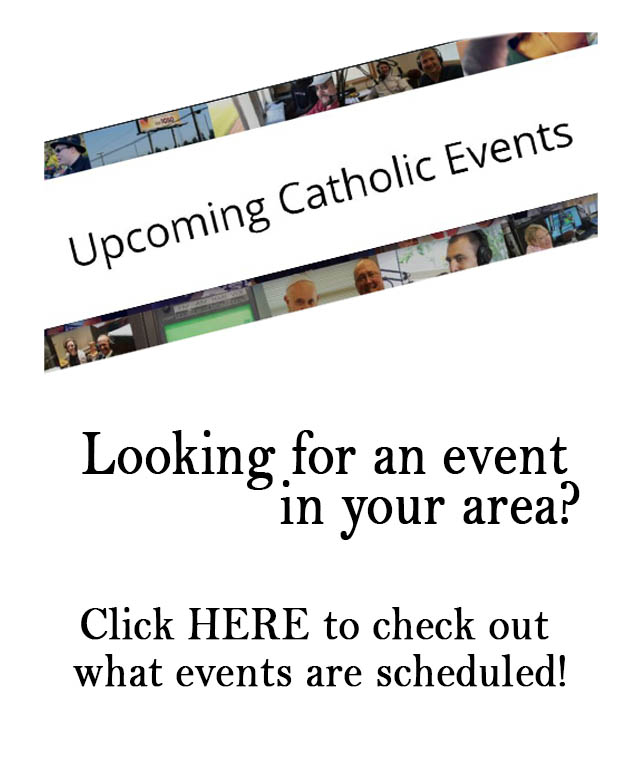 Upcoming Catholic Events
Looking for an event
in your area?
Click HERE to check out
what events are scheduled!